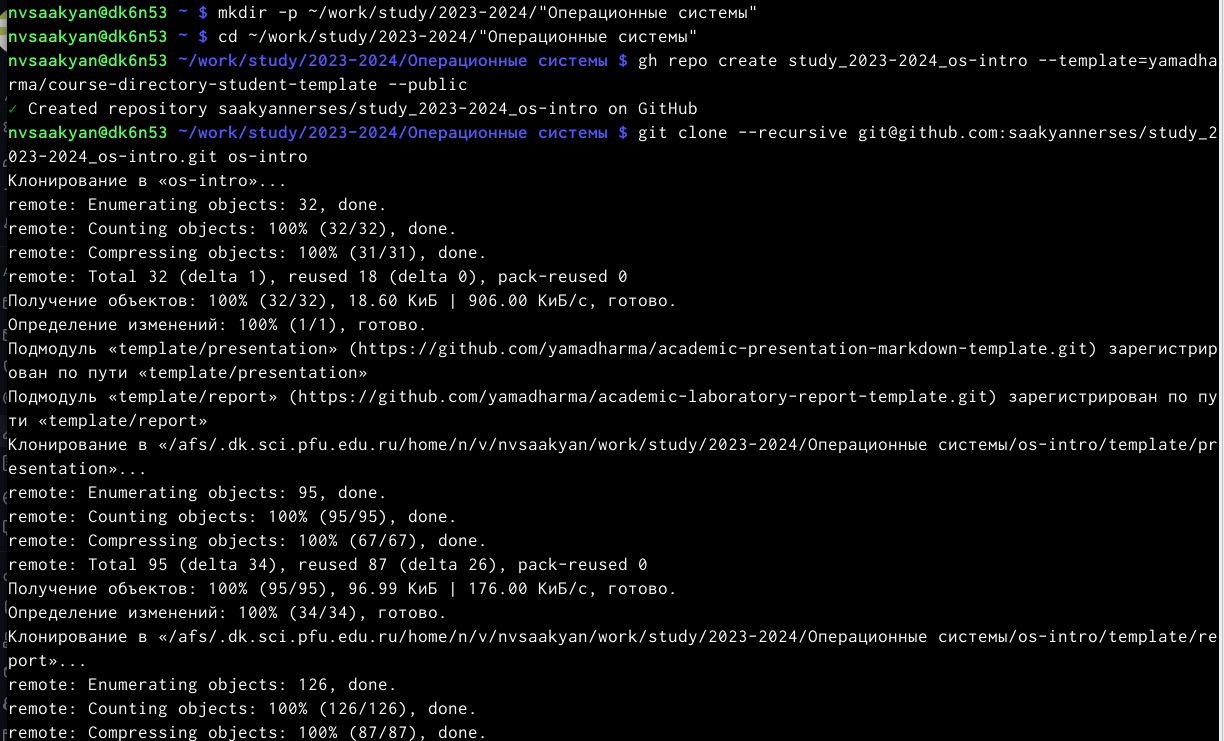 nvsaakyan@dk6n53 ~ $ mkdir -p ~/work/study/2023-2024/"Операционные системы"
nvsaakyan@dk6n53 ~ $ cd ~/work/study/2023-2024/"Операционные системы"
nvsaakyan@dk6n53 ~/work/study/2023-2024/Операционные системы $ gh repo create study_2023-2024_os-intro --template=yamadha
rma/course-directory-student-template --public
✓ Created repository saakyannerses/study_2023-2024_os-intro on GitHub
nvsaakyan@dk6n53 ~/work/study/2023-2024/Операционные системы $ git clone --recursive git@github.com:saakyannerses/study_2
023-2024_os-intro.git os-intro
Клонирование в «os-intro»...
remote: Enumerating objects: 32, done.
remote: Counting objects: 100% (32/32), done.
remote: Compressing objects: 100% (31/31), done.
remote: Total 32 (delta 1), reused 18 (delta 0), pack-reused 0
Получение объектов: 100% (32/32), 18.60 КиБ | 906.00 КиБ/с, готово.
Определение изменений: 100% (1/1), готово.
Подмодуль «template/presentation» (https://github.com/yamadharma/academic-presentation-markdown-template.git) зарегистрир
ован по пути «template/presentation»
Подмодуль «template/report» (https://github.com/yamadharma/academic-laboratory-report-template.git) зарегистрирован по пу
ти «template/report»
Клонирование в «/afs/.dk.sci.pfu.edu.ru/home/n/v/nvsaakyan/work/study/2023-2024/Операционные системы/os-intro/template/pr
esentation»...
remote: Enumerating objects: 95, done.
remote: Counting objects: 100% (95/95), done.
remote: Compressing objects: 100% (67/67), done.
remote: Total 95 (delta 34), reused 87 (delta 26), pack-reused 0
Получение объектов: 100% (95/95), 96.99 КиБ | 176.00 КиБ/с, готово.
Определение изменений: 100% (34/34), готово.
Клонирование в «/afs/.dk.sci.pfu.edu.ru/home/n/v/nvsaakyan/work/study/2023-2024/Операционные системы/os-intro/template/re
port»...
remote: Enumerating objects: 126, done.
remote: Counting objects: 100% (126/126), done.
remote: Compressing objects: 100% (87/87), done.